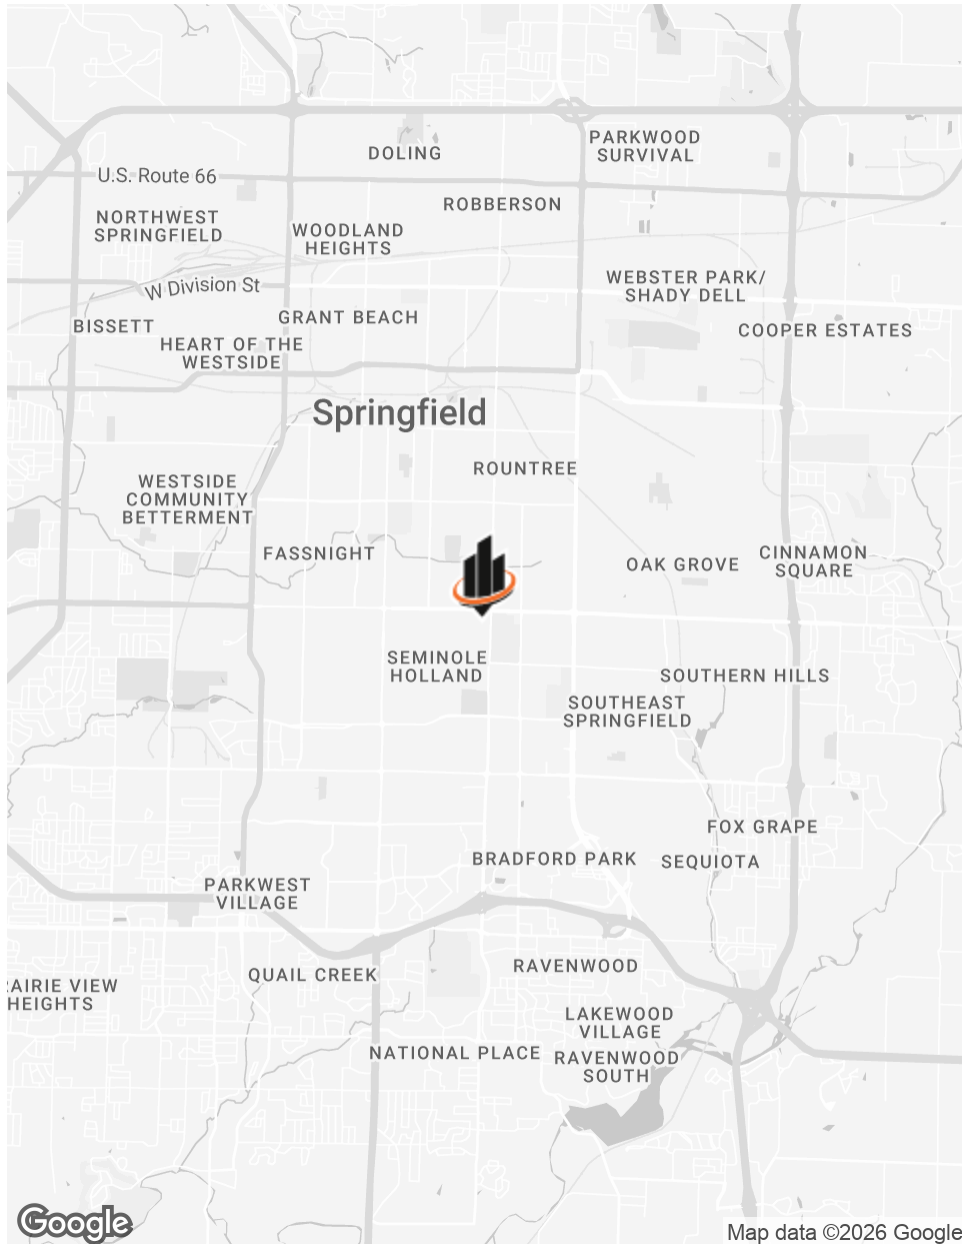 DOLING
PARKWOOD
SURVIVAL
U.S. Route 66
ROBBERSON
NORTHWEST
SPRINGFIELD
WOODLAND
HEIGHTS
WEBSTER PARK/
SHADY DELL
W Division St
GRANT BEACH
BISSETT
COOPER ESTATES
HEART OF THE
WESTSIDE
Springfield
ROUNTREE
WESTSIDE
COMMUNITY
BETTERMENT
FASSNIGHT
OAK GROVE
CINNAMON
SQUARE
SEMINOLE
HOLLAND
SOUTHERN HILLS
SOUTHEAST
SPRINGFIELD
FOX GRAPE
BRADFORD PARK
SEQUIOTA
PARKWEST
VILLAGE
RAVENWOOD
QUAIL CREEK
RAIRIE VIEW
HEIGHTS
LAKEWOOD
VILLAGE
NATIONAL PLACE
RAVENWOOD
SOUTH
Google
Map data ©2026 Google